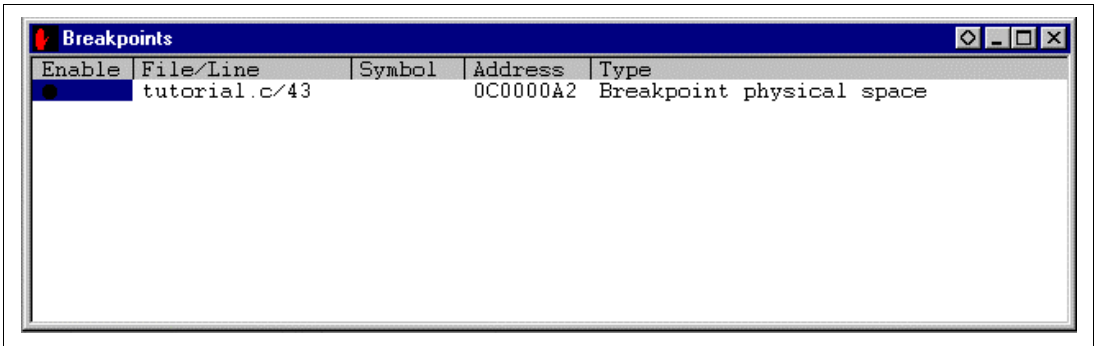 Breakpoints
Enable File/Line Symbol Address Type
tutorial.c/43 0C0000A2 Breakpoint physical space